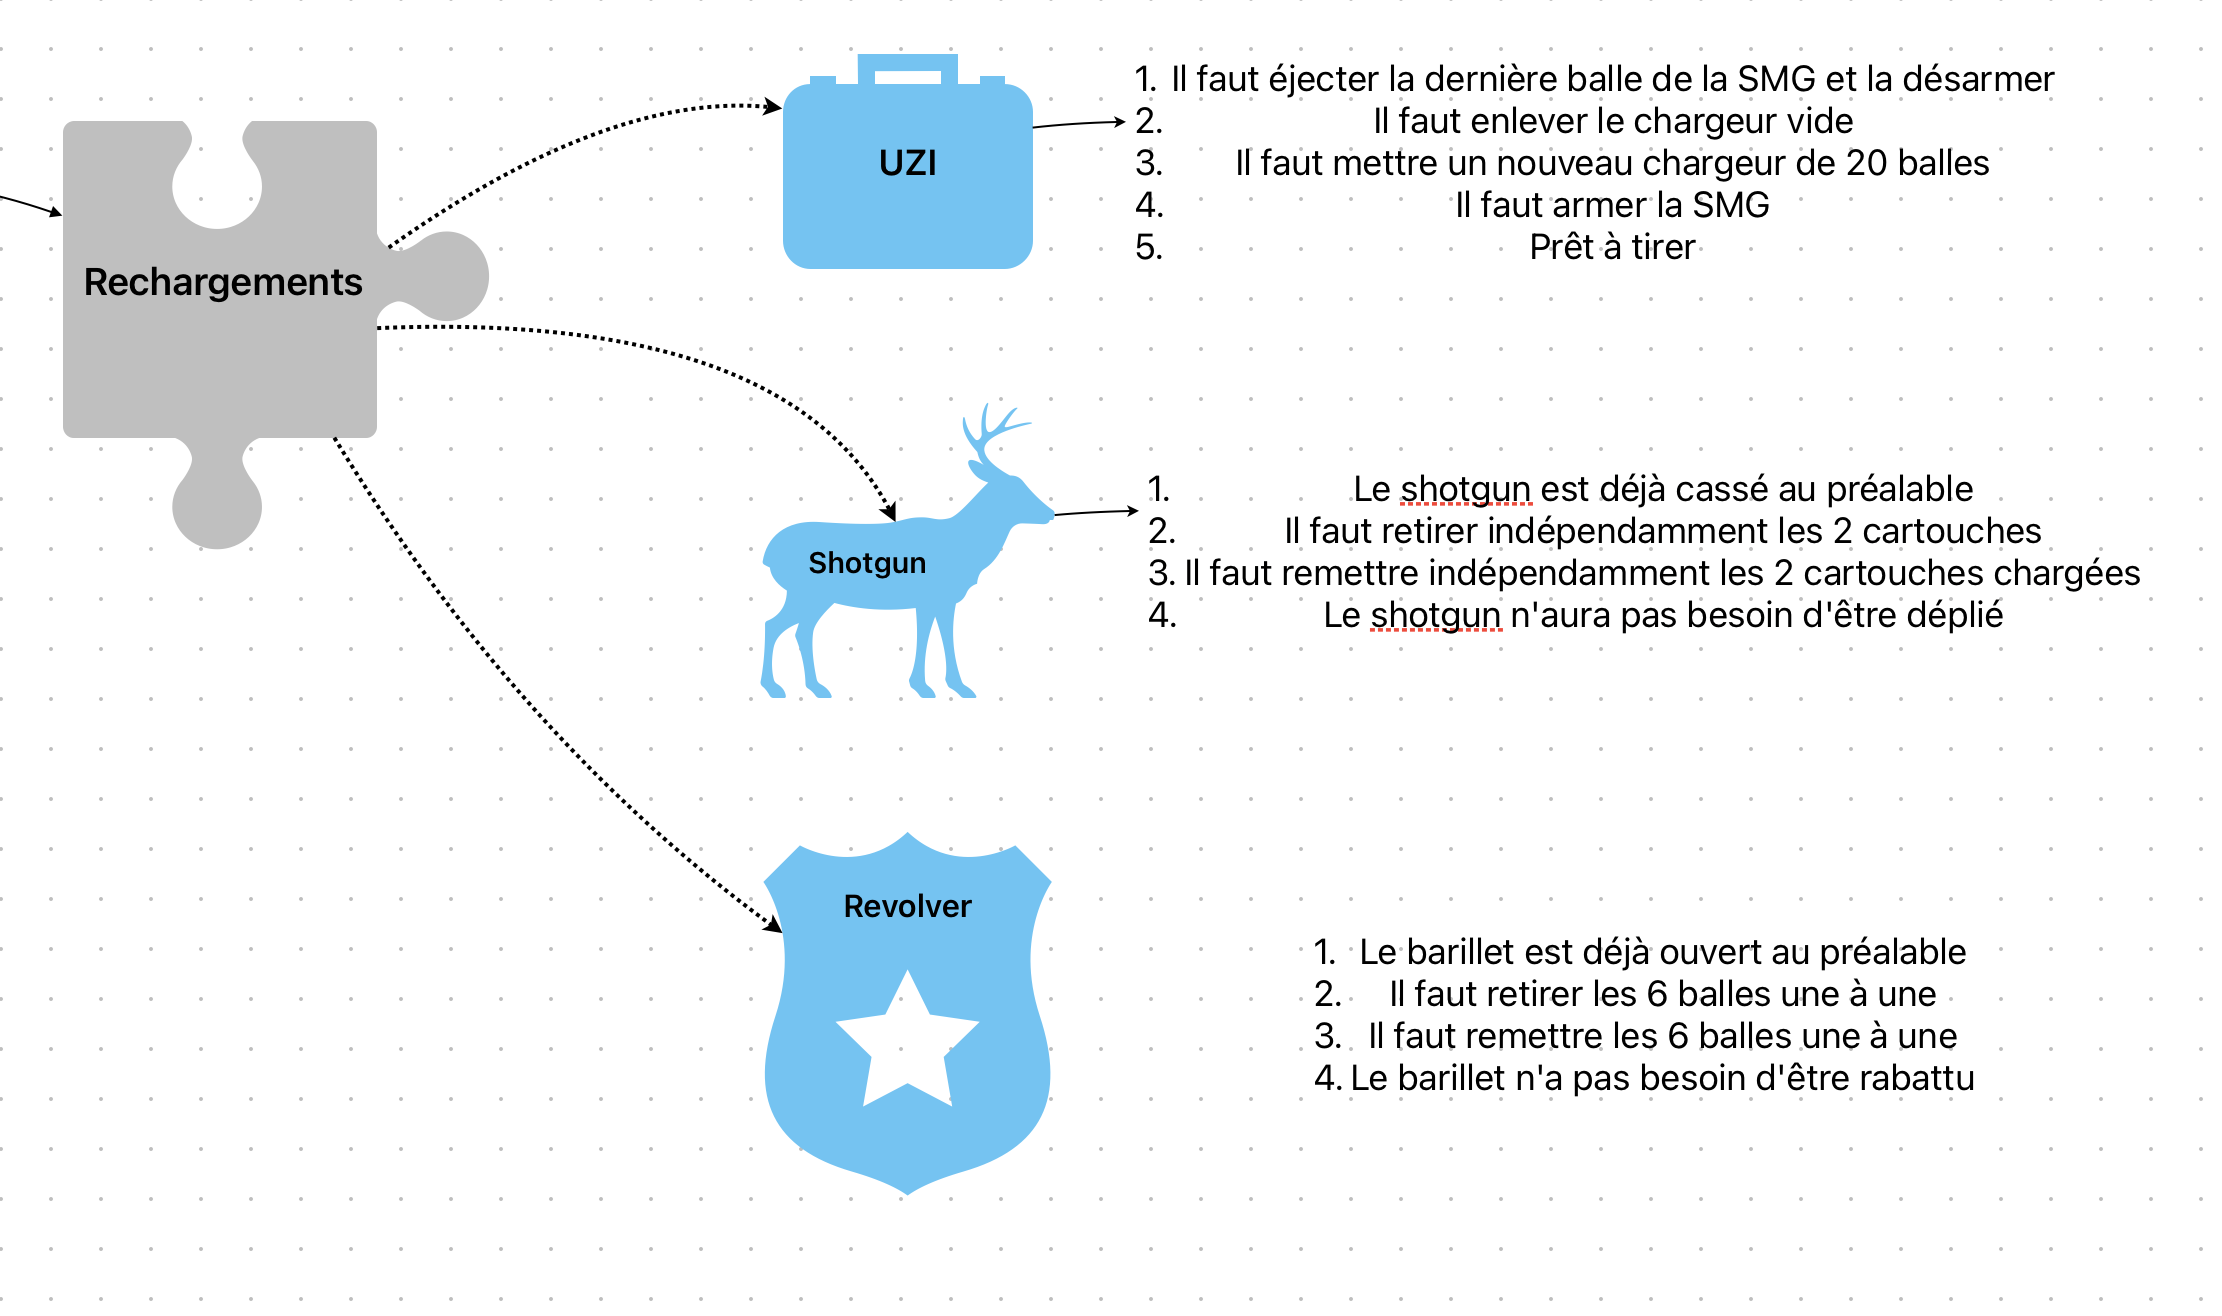 Rechargements
UZI
1. Il faut éjecter la dernière balle de la SMG et la désarmer
2. Il faut enlever le chargeur vide
3. Il faut mettre un nouveau chargeur de 20 balles
4. Il faut armer la SMG
5. Prêt à tirer
Shotgun
1. Le shotgun est déjà cassé au préalable
2. Il faut retirer indépendamment les 2 cartouches
3. Il faut remettre indépendamment les 2 cartouches chargées
4. Le shotgun n'aura pas besoin d'être déplié
Revolver
1. Le barillet est déjà ouvert au préalable
2. Il faut retirer les 6 balles une à une
3. Il faut remettre les 6 balles une à une
4. Le barillet n'a pas besoin d'être rabattu